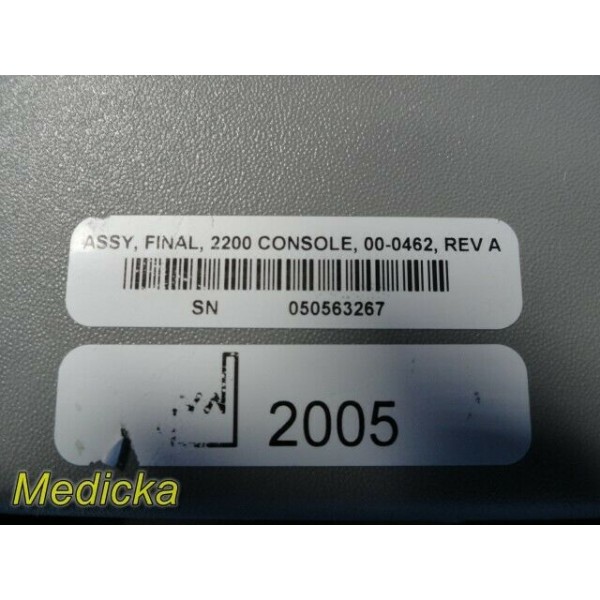 ASSY, FINAL, 2200 CONSOLE, 00-0462, REV A
SN 050563267
2005
Medicka